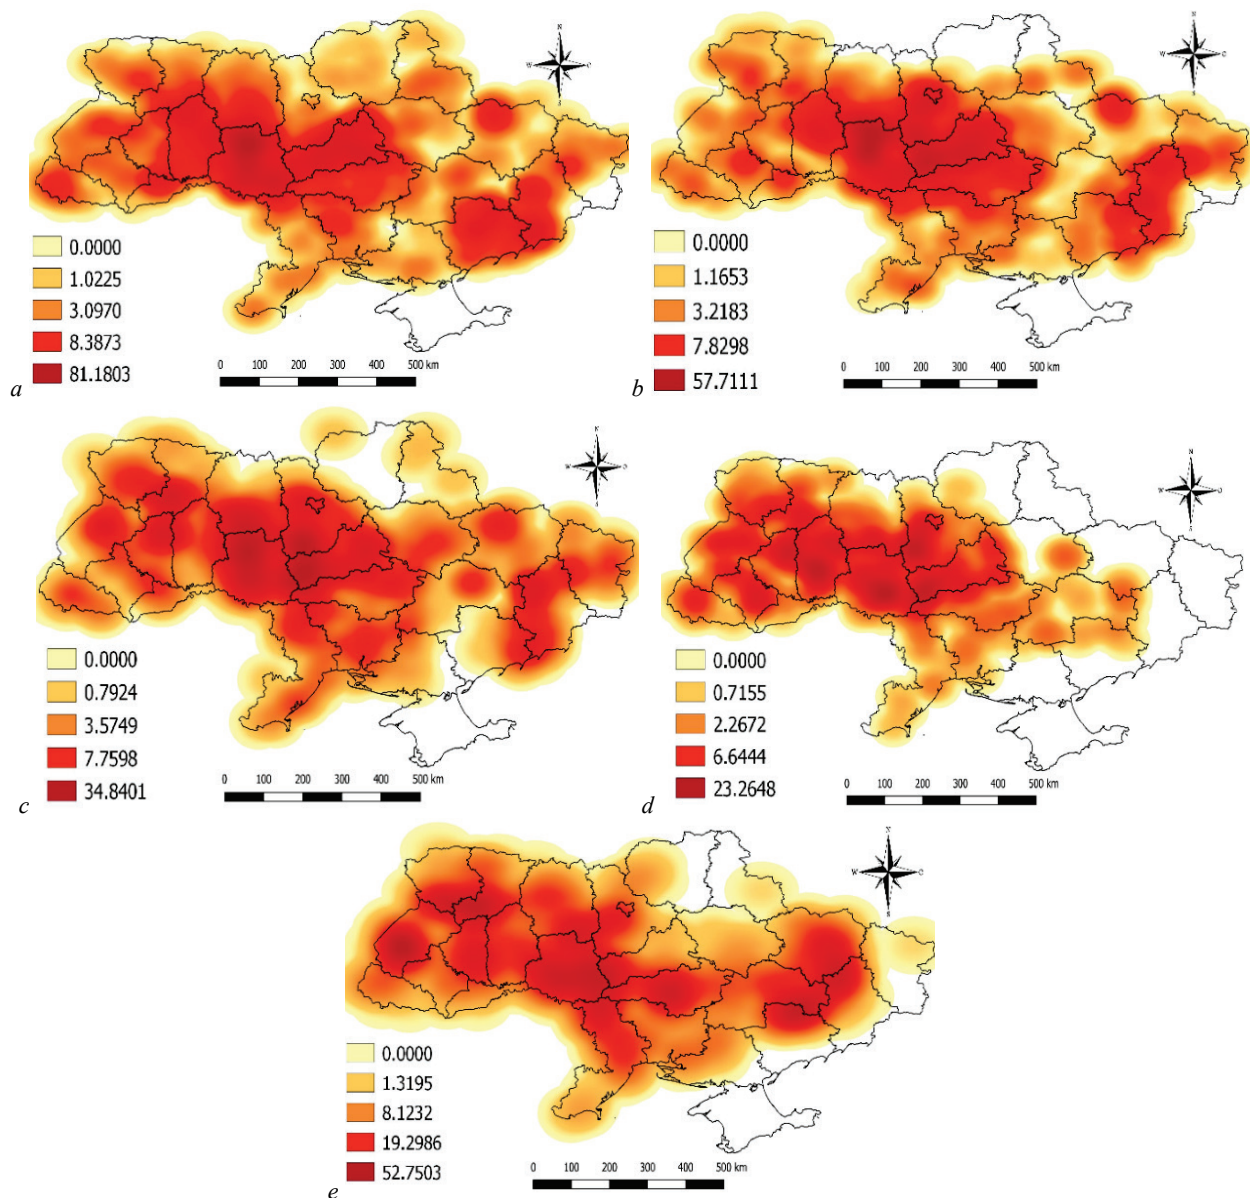 N
W
C
S
0.0000
1.0225
3.0970
8.3873
81.1803
0 100 200 300 400 500 km
a
N
W
C
S
0.0000
1.1653
3.2183
7.8298
57.7111
0 100 200 300 400 500 km
b
N
W
0.0000
0.7924
3.5749
7.7598
34.8401
0 100 200 300 400 500 km
c
N
W
C
0.0000
0.7155
2.2672
6.6444
23.2648
0 100 200 300 400 500 km
d
N
W
C
0.0000
1.3195
8.1232
19.2986
52.7503
0 100 200 300 400 500 km
e